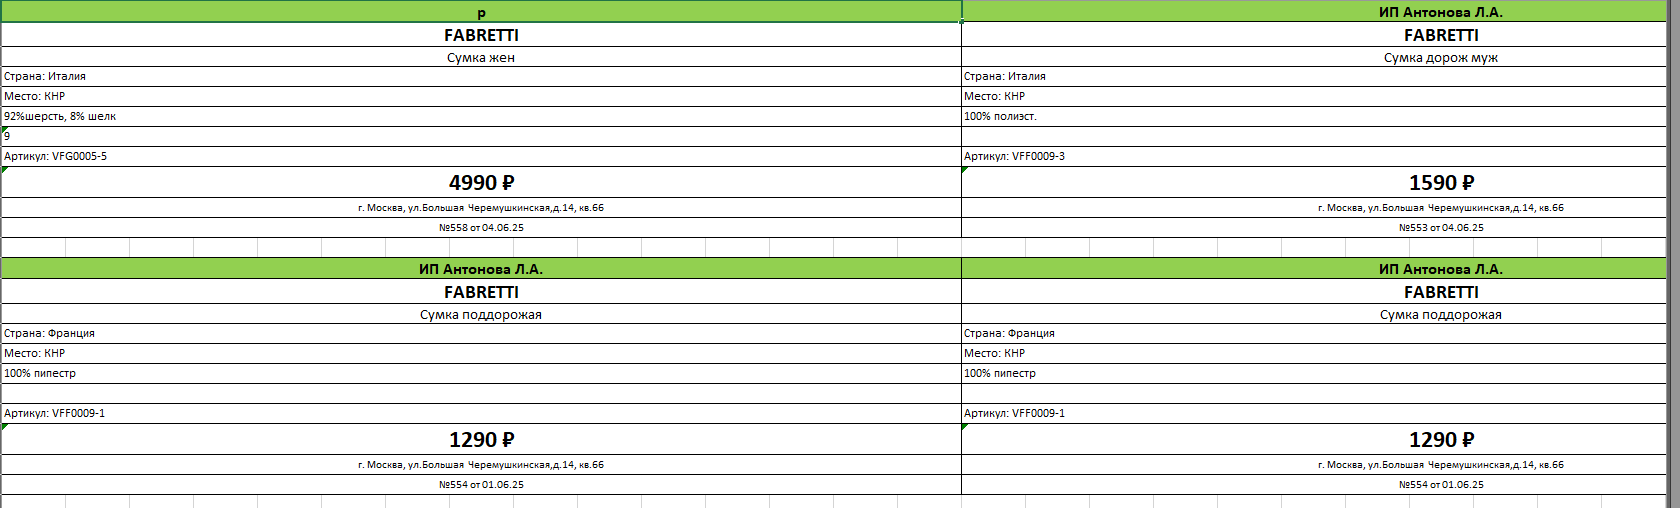 р
FABRETTI
Сумка жен
Страна: Италия
Место: КНР
92%шерсть, 8% шелк
9
Артикул: VFG0005-5
4990 ₽
г. Москва, ул.Большая Черемушкинская,д.14, кв.66
№558 от 04.06.25
ИП Антонова Л.А.
FABRETTI
Сумка дорож муж
Страна: Италия
Место: КНР
100% полиэст.
Артикул: VFF0009-3
1590 ₽
г. Москва, ул.Большая Черемушкинская,д.14, кв.66
№553 от 04.06.25
ИП Антонова Л.А.
FABRETTI
Сумка поддорожая
Страна: Франция
Место: КНР
100% пипестр
Артикул: VFF0009-1
1290 ₽
г. Москва, ул.Большая Черемушкинская,д.14, кв.66
№554 от 01.06.25
ИП Антонова Л.А.
FABRETTI
Сумка поддорожая
Страна: Франция
Место: КНР
100% пипестр
Артикул: VFF0009-1
1290 ₽
г. Москва, ул.Большая Черемушкинская,д.14, кв.66
№554 от 01.06.25